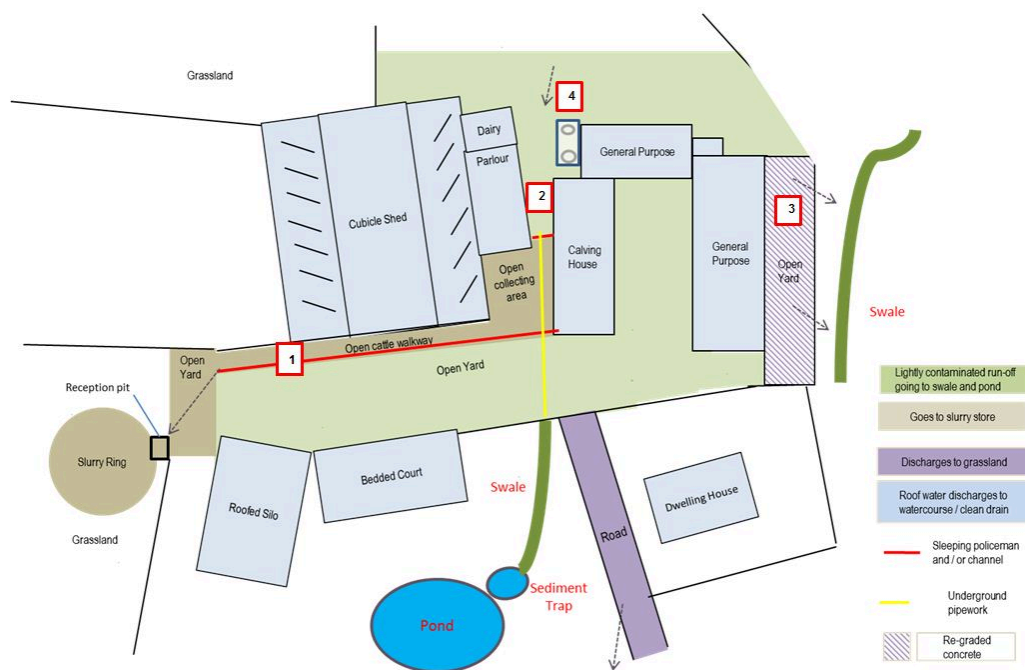 Grassland
4
Dairy
General Purpose
Parlour
2
3
Cubicle Shed
General
Purpose
Calving
House
Open
Yard
Open
collecting
area
Swale
Open cattle walkway
1
Open
Yard
Open Yard
Reception pit
Slurry Ring
Bedded Court
Roofed Silo
Swale
Dwelling House
Road
Grassland
Sediment
Trap
Pond
Lightly contaminated run-off
going to swale and pond
Goes to slurry store
Discharges to grassland
Roof water discharges to
watercourse / clean drain
Sleeping policeman
and / or channel
Underground
pipework
Re-graded
concrete